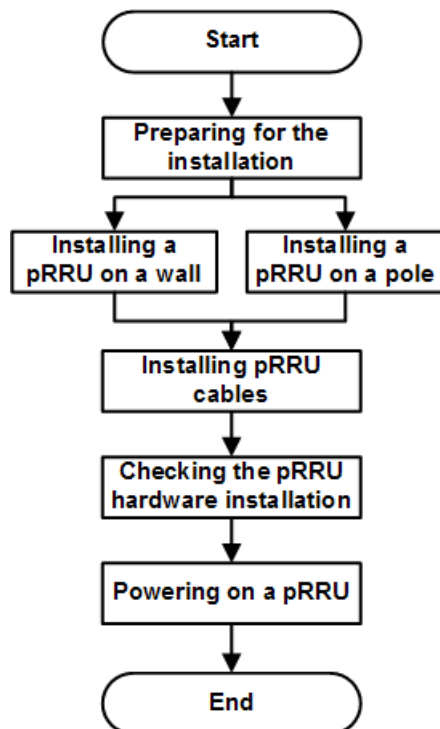 Start
Preparing for the
installation
Installing a
pRRU on a wall
Installing a
pRRU on a pole
Installing pRRU
cables
Checking the pRRU
hardware installation
Powering on a pRRU
End